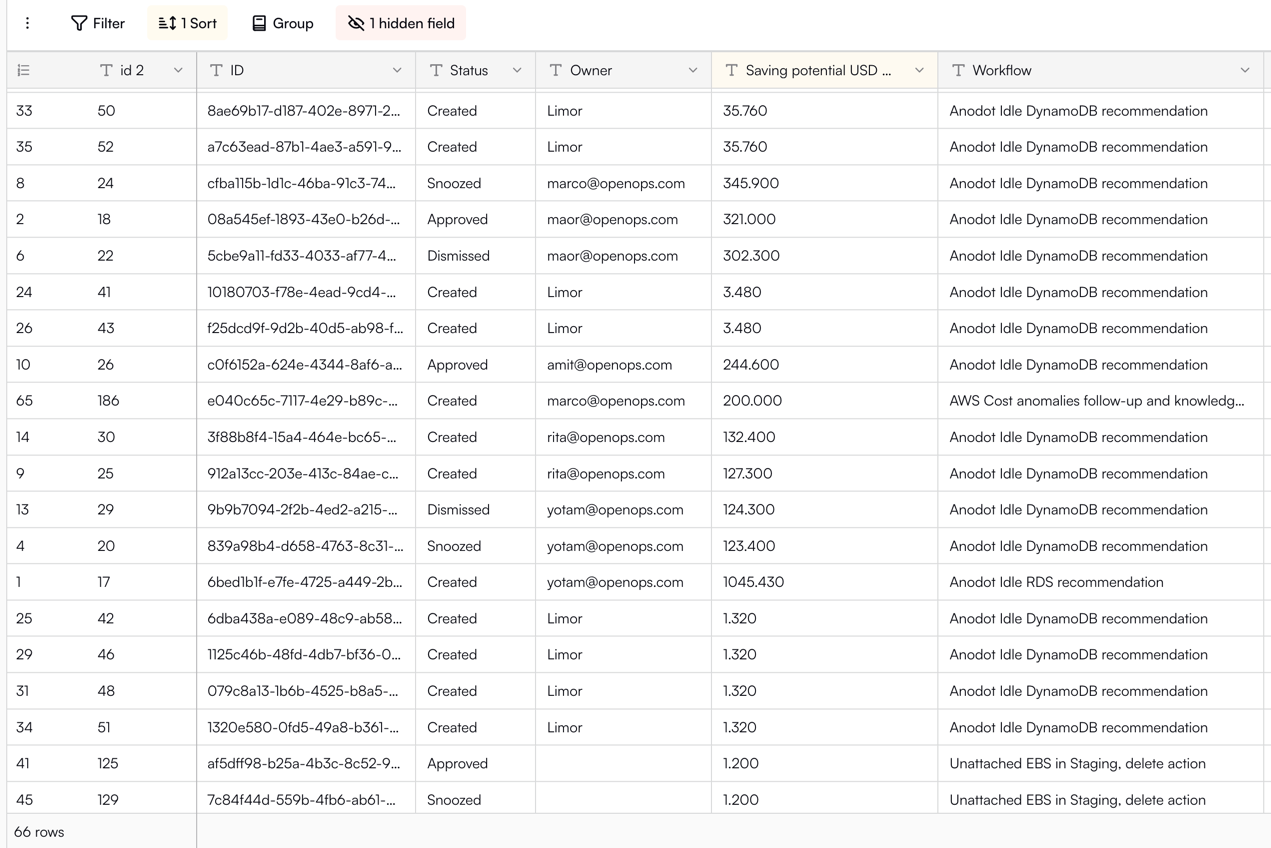 Filter 1 Sort Group 1 hidden field
id 2 ID Status Owner Saving potential USD ... Workflow
33 50 8ae69b17-d187-402e-8971-2... Created Limor 35.760 Anodot Idle DynamoDB recommendation
35 52 a7c63ead-87b1-4ae3-a591-9... Created Limor 35.760 Anodot Idle DynamoDB recommendation
8 24 cfba115b-1d1c-46ba-91c3-74... Snoozed marco@openops.com 345.900 Anodot Idle DynamoDB recommendation
2 18 08a545ef-1893-43e0-b26d-... Approved maor@openops.com 321.000 Anodot Idle DynamoDB recommendation
6 22 5cbe9a11-fd33-4033-af77-4... Dismissed maor@openops.com 302.300 Anodot Idle DynamoDB recommendation
24 41 10180703-f78e-4ead-9cd4-... Created Limor 3.480 Anodot Idle DynamoDB recommendation
26 43 f25dcd9f-9d2b-40d5-ab98-f... Created Limor 3.480 Anodot Idle DynamoDB recommendation
10 26 c0f6152a-624e-4344-8af6-a... Approved amit@openops.com 244.600 Anodot Idle DynamoDB recommendation
65 186 e040c65c-7117-4e29-b89c-... Created marco@openops.com 200.000 AWS Cost anomalies follow-up and knowledg...
14 30 3f88b8f4-15a4-464e-bc65-... Created rita@openops.com 132.400 Anodot Idle DynamoDB recommendation
9 25 912a13cc-203e-413c-84ae-c... Created rita@openops.com 127.300 Anodot Idle DynamoDB recommendation
13 29 9b9b7094-2f2b-4ed2-a215-... Dismissed yotam@openops.com 124.300 Anodot Idle DynamoDB recommendation
4 20 839a98b4-d658-4763-8c31-... Snoozed yotam@openops.com 123.400 Anodot Idle DynamoDB recommendation
1 17 6bed1b1f-e7fe-4725-a449-2b... Created yotam@openops.com 1045.430 Anodot Idle RDS recommendation
25 42 6dba438a-e089-48c9-ab58... Created Limor 1.320 Anodot Idle DynamoDB recommendation
29 46 1125c46b-48fd-4db7-bf36-0... Created Limor 1.320 Anodot Idle DynamoDB recommendation
31 48 079c8a13-1b6b-4525-b8a5-... Created Limor 1.320 Anodot Idle DynamoDB recommendation
34 51 1320e580-0fd5-49a8-b361-... Created Limor 1.320 Anodot Idle DynamoDB recommendation
41 125 af5dff98-b25a-4b3c-8c52-9... Approved 1.200 Unattached EBS in Staging, delete action
45 129 7c84f44d-559b-4fb6-ab61-... Snoozed 1.200 Unattached EBS in Staging, delete action
66 rows